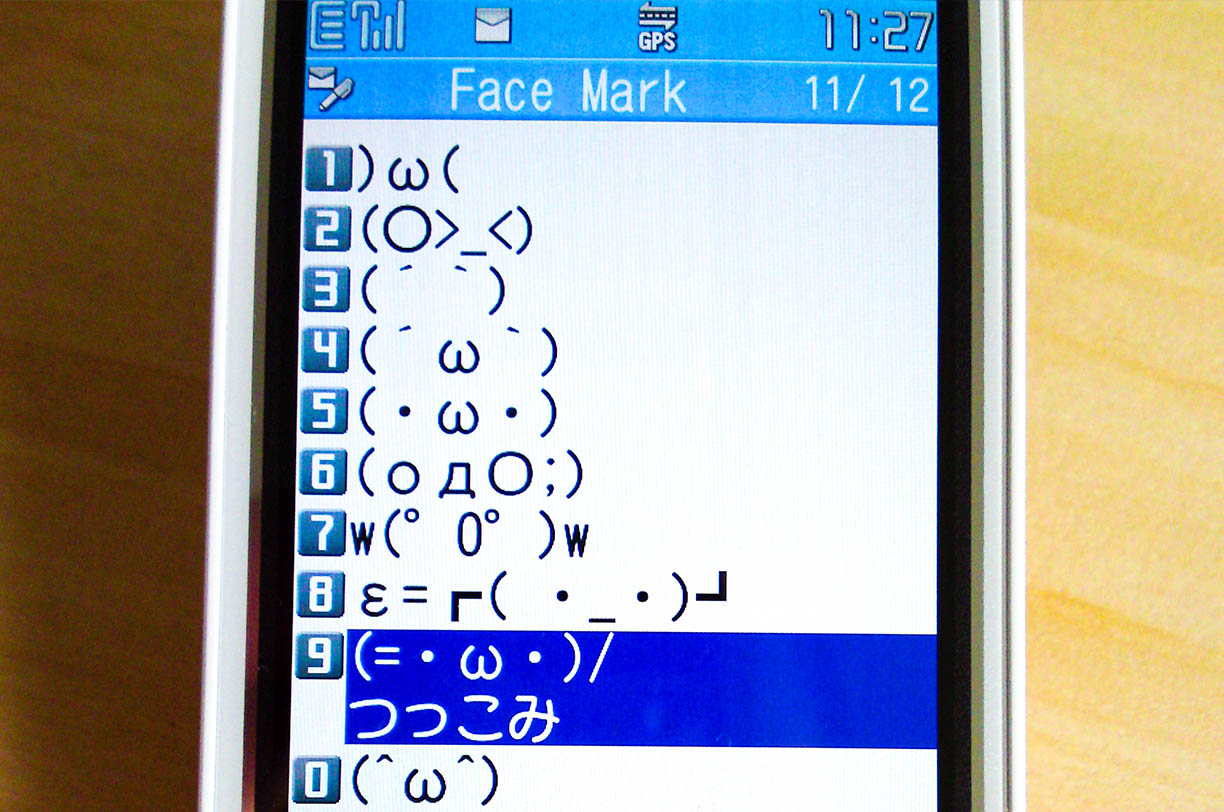 GPS 11:27
Face Mark 11/ 12
1 )ω(
2 (○>_<)
3 (´ `)
4 (´ ω `)
5 (・ω・)
6 (o д○;)
7 w(° 0° )w
8 ε=┏( ・_・)┛
9 (=・ω・)/
つっこみ
0 (^ω^)